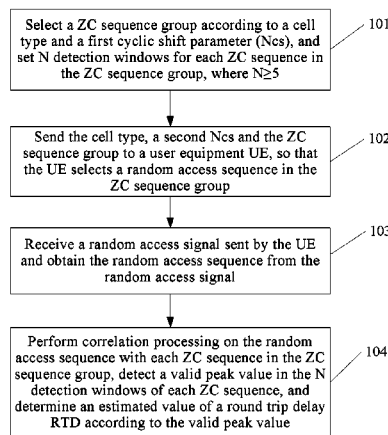 Select a ZC sequence group according to a cell
type and a first cyclic shift parameter (Ncs), and
set N detection windows for each ZC sequence in
the ZC sequence group, where N≥5
101
Send the cell type, a second Ncs and the ZC
sequence group to a user equipment UE, so that
the UE selects a random access sequence in the
ZC sequence group
102
Receive a random access signal sent by the UE
and obtain the random access sequence from the
random access signal
103
Perform correlation processing on the random
access sequence with each ZC sequence in the ZC
sequence group, detect a valid peak value in the N
detection windows of each ZC sequence, and
determine an estimated value of a round trip delay
RTD according to the valid peak value
104